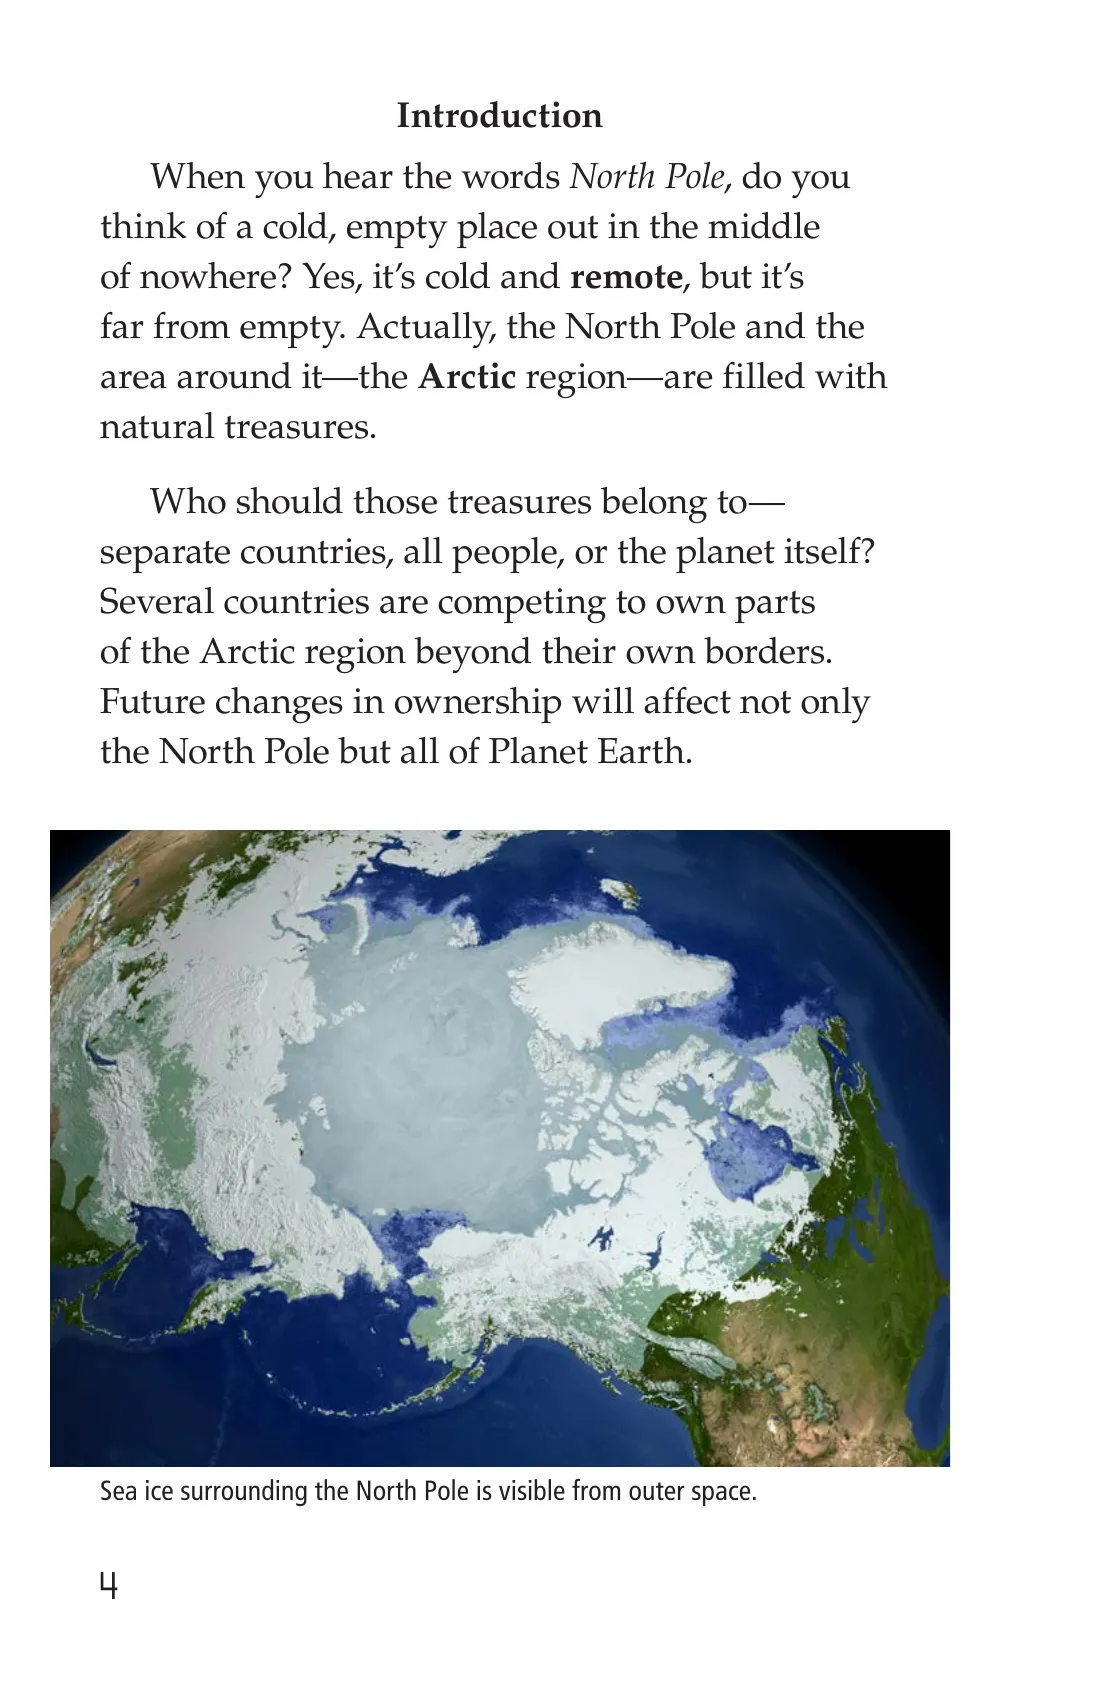 Introduction
When you hear the words North Pole, do you
think of a cold, empty place out in the middle
of nowhere? Yes, it’s cold and remote, but it’s
far from empty. Actually, the North Pole and the
area around it—the Arctic region—are filled with
natural treasures.
Who should those treasures belong to—
separate countries, all people, or the planet itself?
Several countries are competing to own parts
of the Arctic region beyond their own borders.
Future changes in ownership will affect not only
the North Pole but all of Planet Earth.
Sea ice surrounding the North Pole is visible from outer space.
4